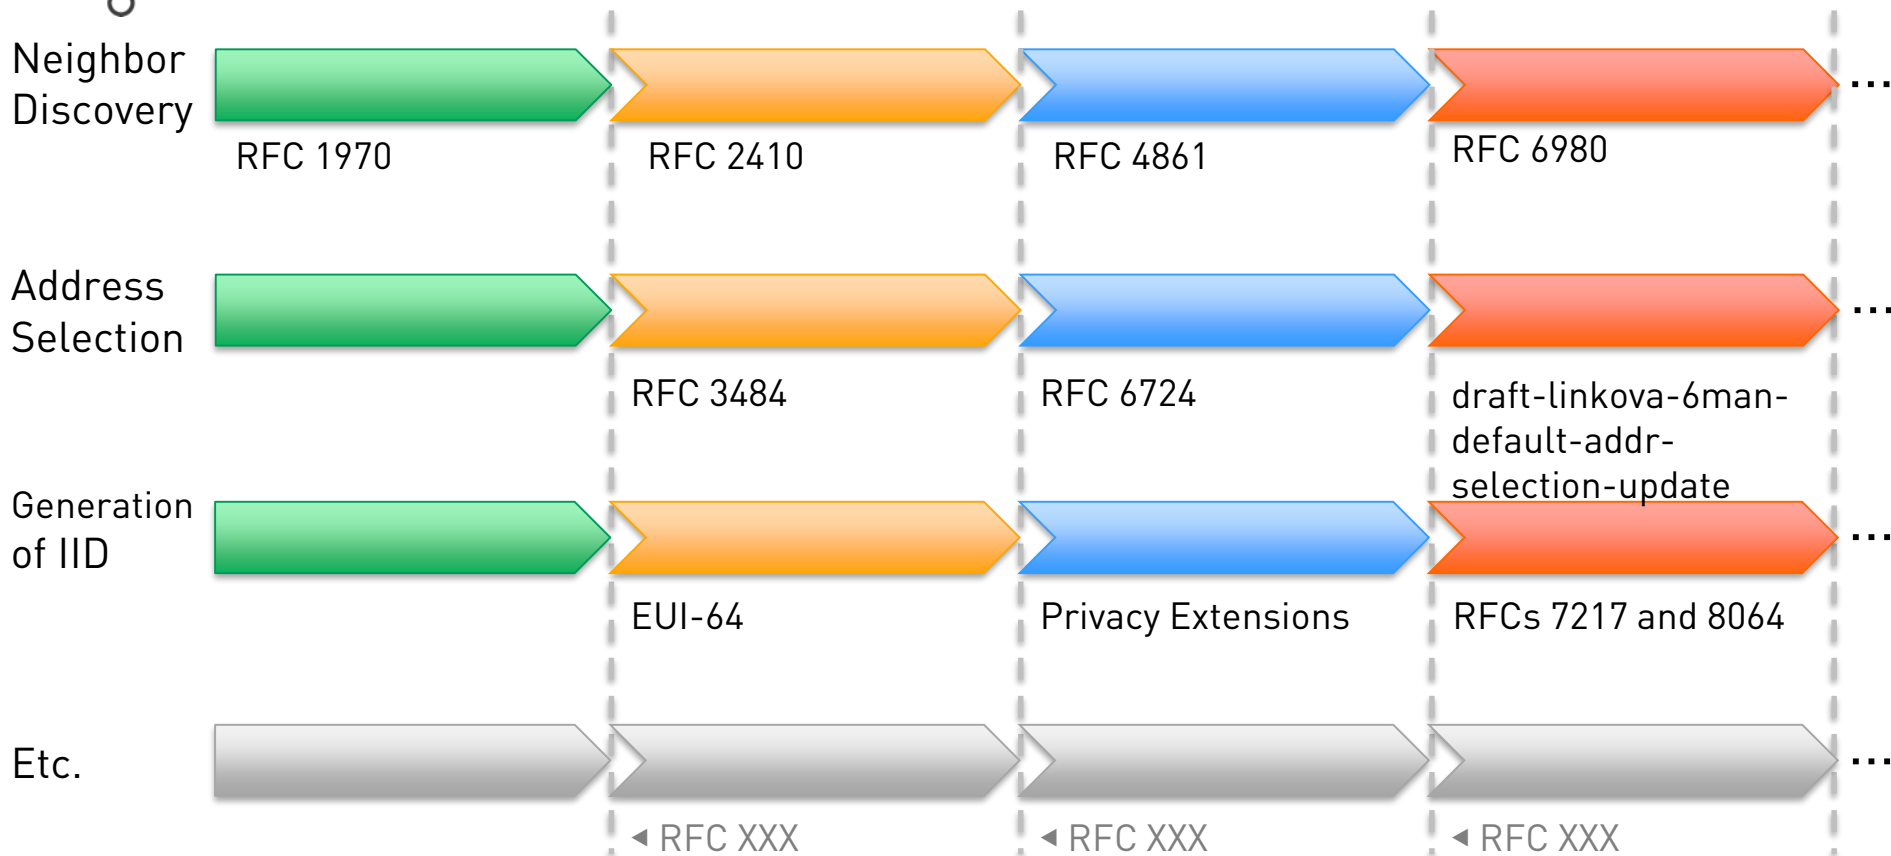 Neighbor
Discovery
...
RFC 1970
RFC 2410
RFC 4861
RFC 6980
Address
Selection
...
RFC 3484
RFC 6724
draft-linkova-6man-
default-addr-
selection-update
Generation
of IID
...
EUI-64
Privacy Extensions
RFCs 7217 and 8064
Etc.
...
◄ RFC XXX
◄ RFC XXX
◄ RFC XXX